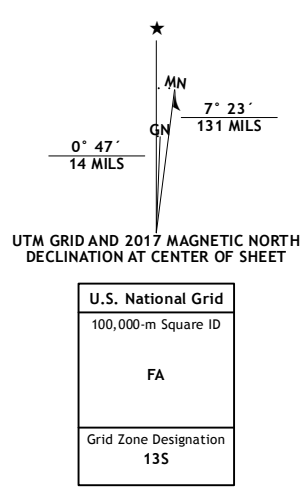 ★
MN
7° 23´
131 MILS
GN
0° 47´
14 MILS
UTM GRID AND 2017 MAGNETIC NORTH
DECLINATION AT CENTER OF SHEET
U.S. National Grid
100,000-m Square ID
FA
Grid Zone Designation
13S